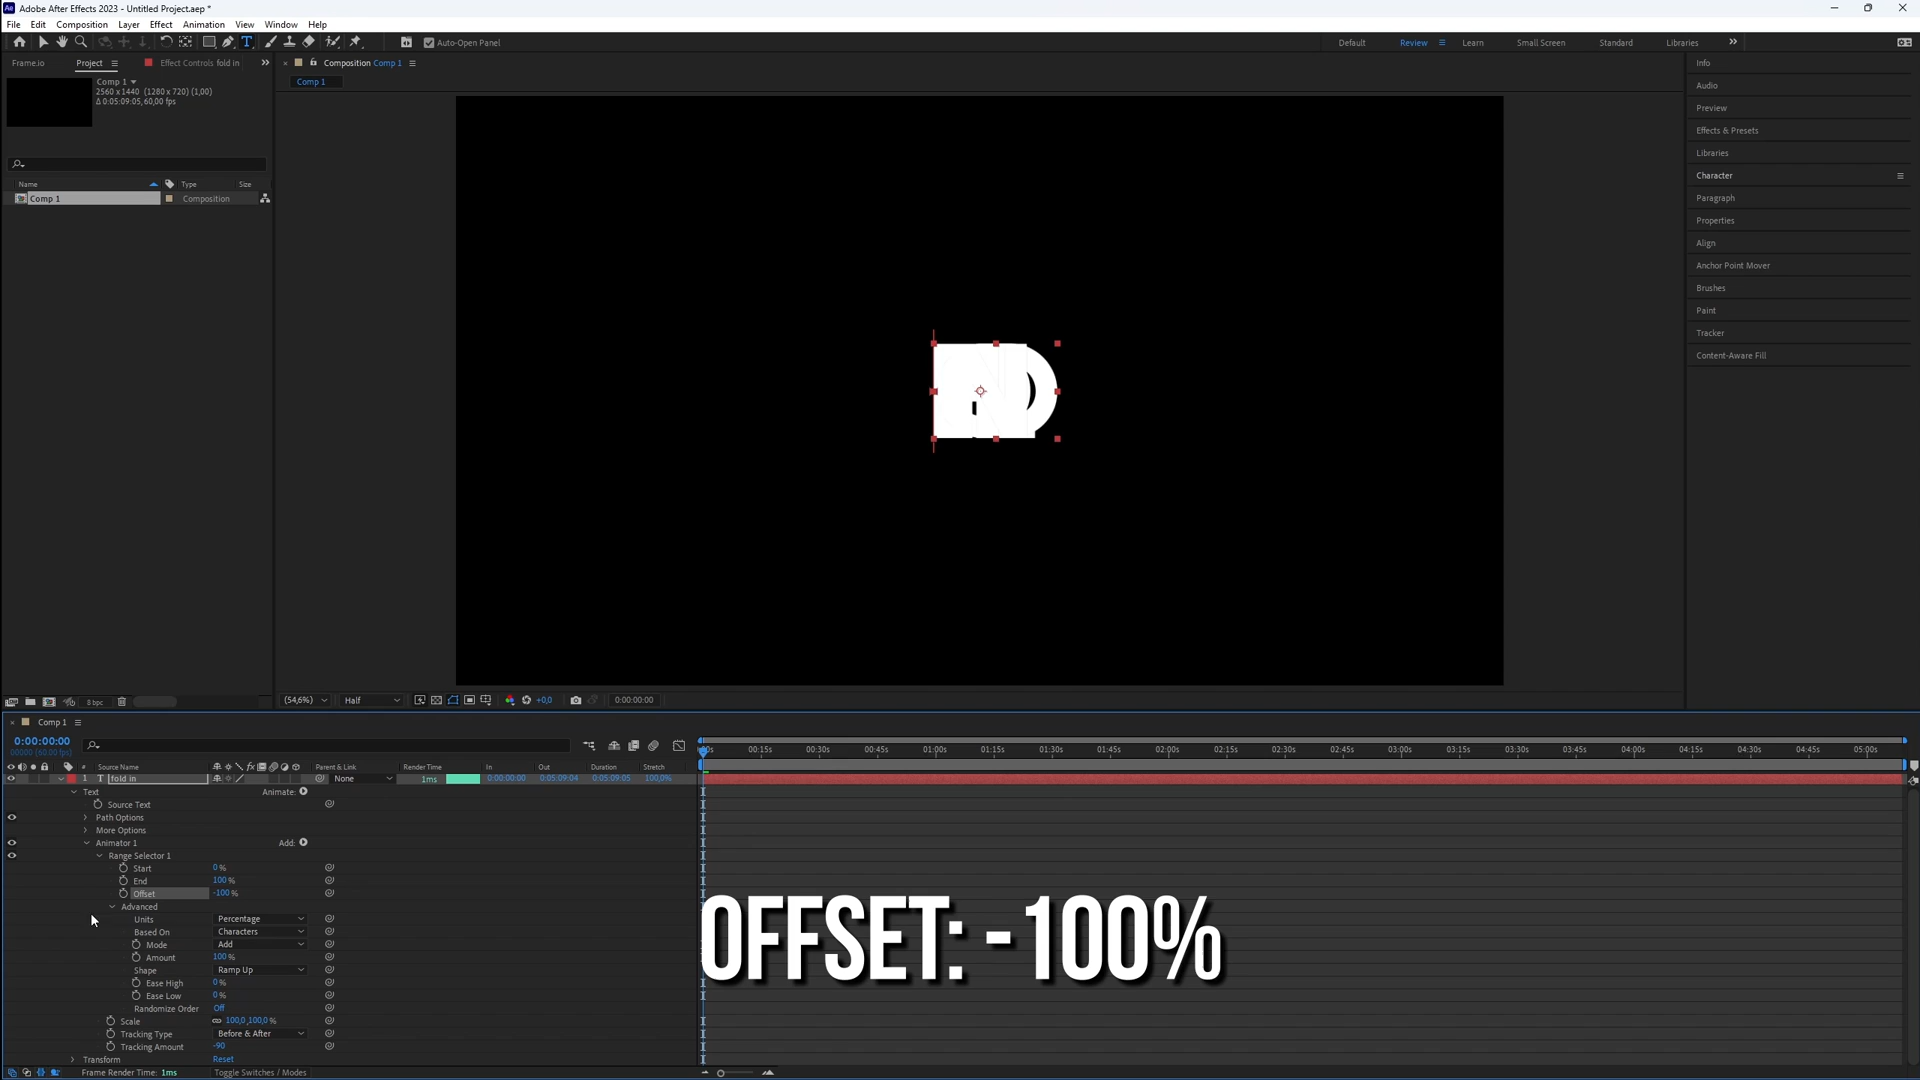 Adobe After Effects 2023 - Untitled Project.aep *
File Edit Composition Layer Effect Animation View Window Help
Auto-Open Panel
Default Review Learn Small Screen Standard Libraries
Frame.io Project Effect Controls fold in
Composition Comp 1
Comp 1
Comp 1
2560 x 1440 (1280 x 720) (1,00)
Δ 0:05:09:05, 60,00 fps
Name Type Size
Comp 1 Composition
Info
Audio
Preview
Effects & Presets
Libraries
Character
Paragraph
Properties
Align
Anchor Point Mover
Brushes
Paint
Tracker
Content-Aware Fill
8 bpc
(54,6%) Half +0,0 0:00:00:00
Comp 1
0:00:00:00
00000 (60.00 fps)
00:15s 00:30s 00:45s 01:00s 01:15s 01:30s 01:45s 02:00s 02:15s 02:30s 02:45s 03:00s 03:15s 03:30s 03:45s 04:00s 04:15s 04:30s 04:45s 05:00s
# Source Name fx Parent & Link Render Time In Out Duration Stretch
1 T fold in None 1ms 0:00:00:00 0:05:09:04 0:05:09:05 100,0%
Text Animate:
Source Text
Path Options
More Options
Animator 1 Add:
Range Selector 1
Start 0 %
End 100 %
Offset -100 %
Advanced
Units Percentage
Based On Characters
Mode Add
Amount 100 %
Shape Ramp Up
Ease High 0 %
Ease Low 0 %
Randomize Order Off
Scale 100,0,100,0 %
Tracking Type Before & After
Tracking Amount -90
Transform Reset
Frame Render Time: 1ms Toggle Switches / Modes
OFFSET: -100%